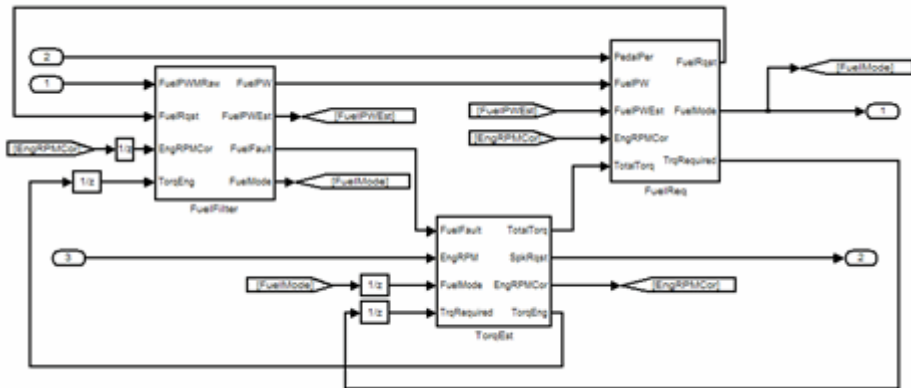 2
1
3
[EngRPMCor]
1/z
1/z
FuelPWMRaw
FuelRqst
EngRPMCor
TorqEng
FuelPW
FuelPWEst
FuelFault
FuelMode
FuelFilter
[FuelPWEst]
[FuelMode]
[FuelPWEst]
[EngRPMCor]
PedalPer
FuelPW
FuelPWEst
EngRPMCor
TotalTorq
FuelRqst
FuelMode
TrqRequired
FuelReq
[FuelMode]
1
[FuelMode]
1/z
1/z
FuelFault
EngRPM
FuelMode
TrqRequired
TotalTorq
SpkRqst
EngRPMCor
TorqEng
TorqEst
2
[EngRPMCor]